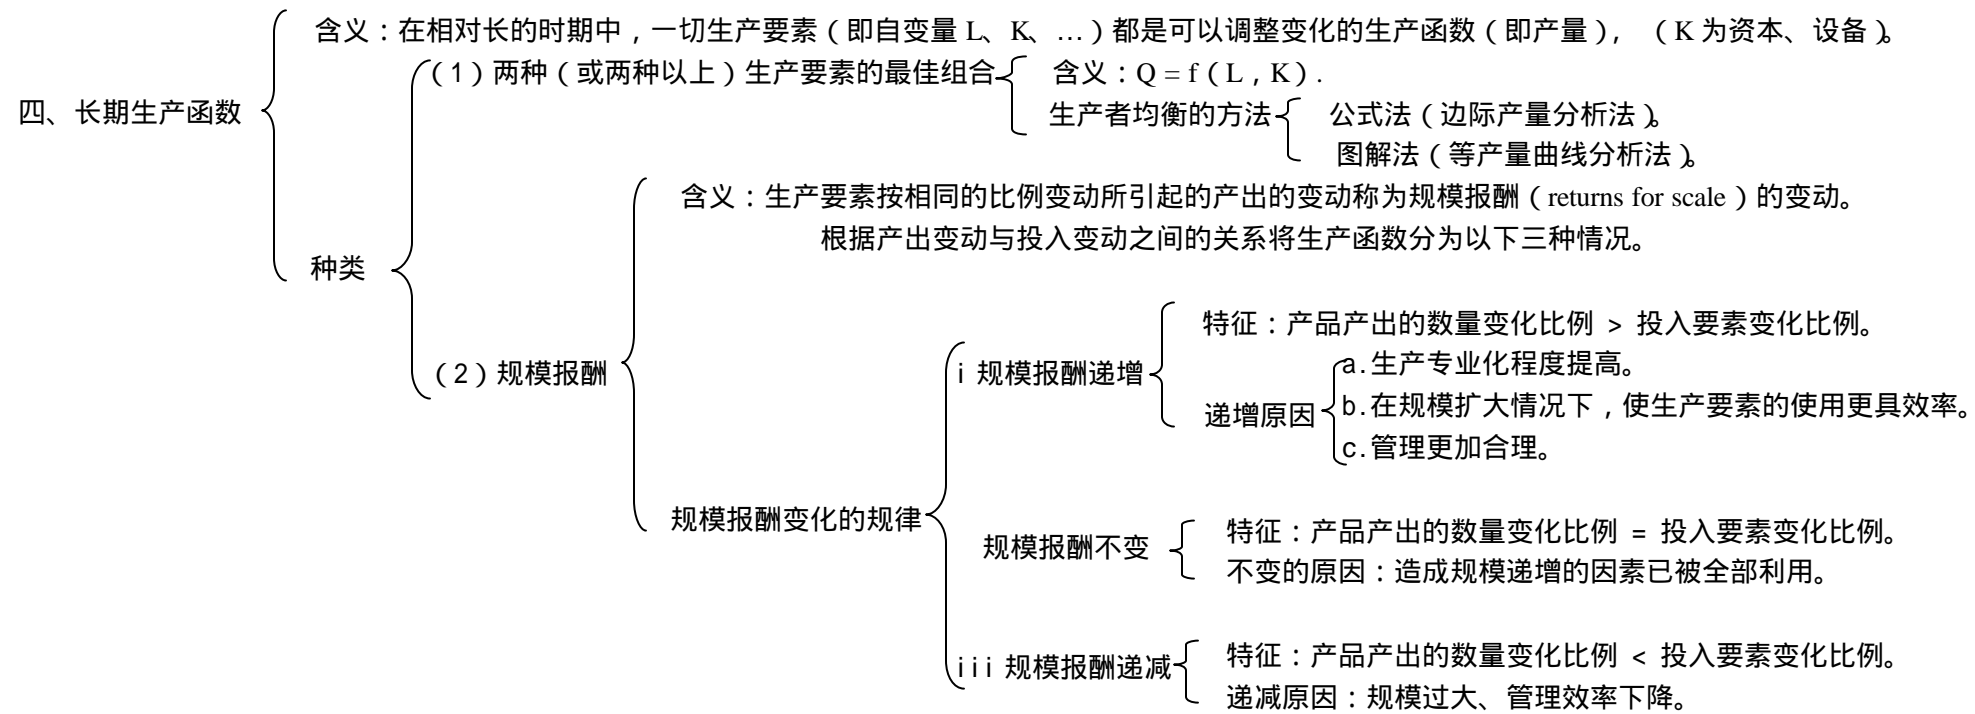 含义：在相对长的时期中，一切生产要素（即自变量 L、K、…）都是可以调整变化的生产函数（即产量），（K 为资本、设备）。
（1）两种（或两种以上）生产要素的最佳组合
含义：Q = f（L，K）.
四、长期生产函数
生产者均衡的方法
公式法（边际产量分析法）。
图解法（等产量曲线分析法）。
含义：生产要素按相同的比例变动所引起的产出的变动称为规模报酬（returns for scale）的变动。
根据产出变动与投入变动之间的关系将生产函数分为以下三种情况。
种类
特征：产品产出的数量变化比例 > 投入要素变化比例。
（2）规模报酬
i 规模报酬递增
a.生产专业化程度提高。
递增原因
b.在规模扩大情况下，使生产要素的使用更具效率。
c.管理更加合理。
规模报酬变化的规律
规模报酬不变
特征：产品产出的数量变化比例 = 投入要素变化比例。
不变的原因：造成规模递增的因素已被全部利用。
iii 规模报酬递减
特征：产品产出的数量变化比例 < 投入要素变化比例。
递减原因：规模过大、管理效率下降。